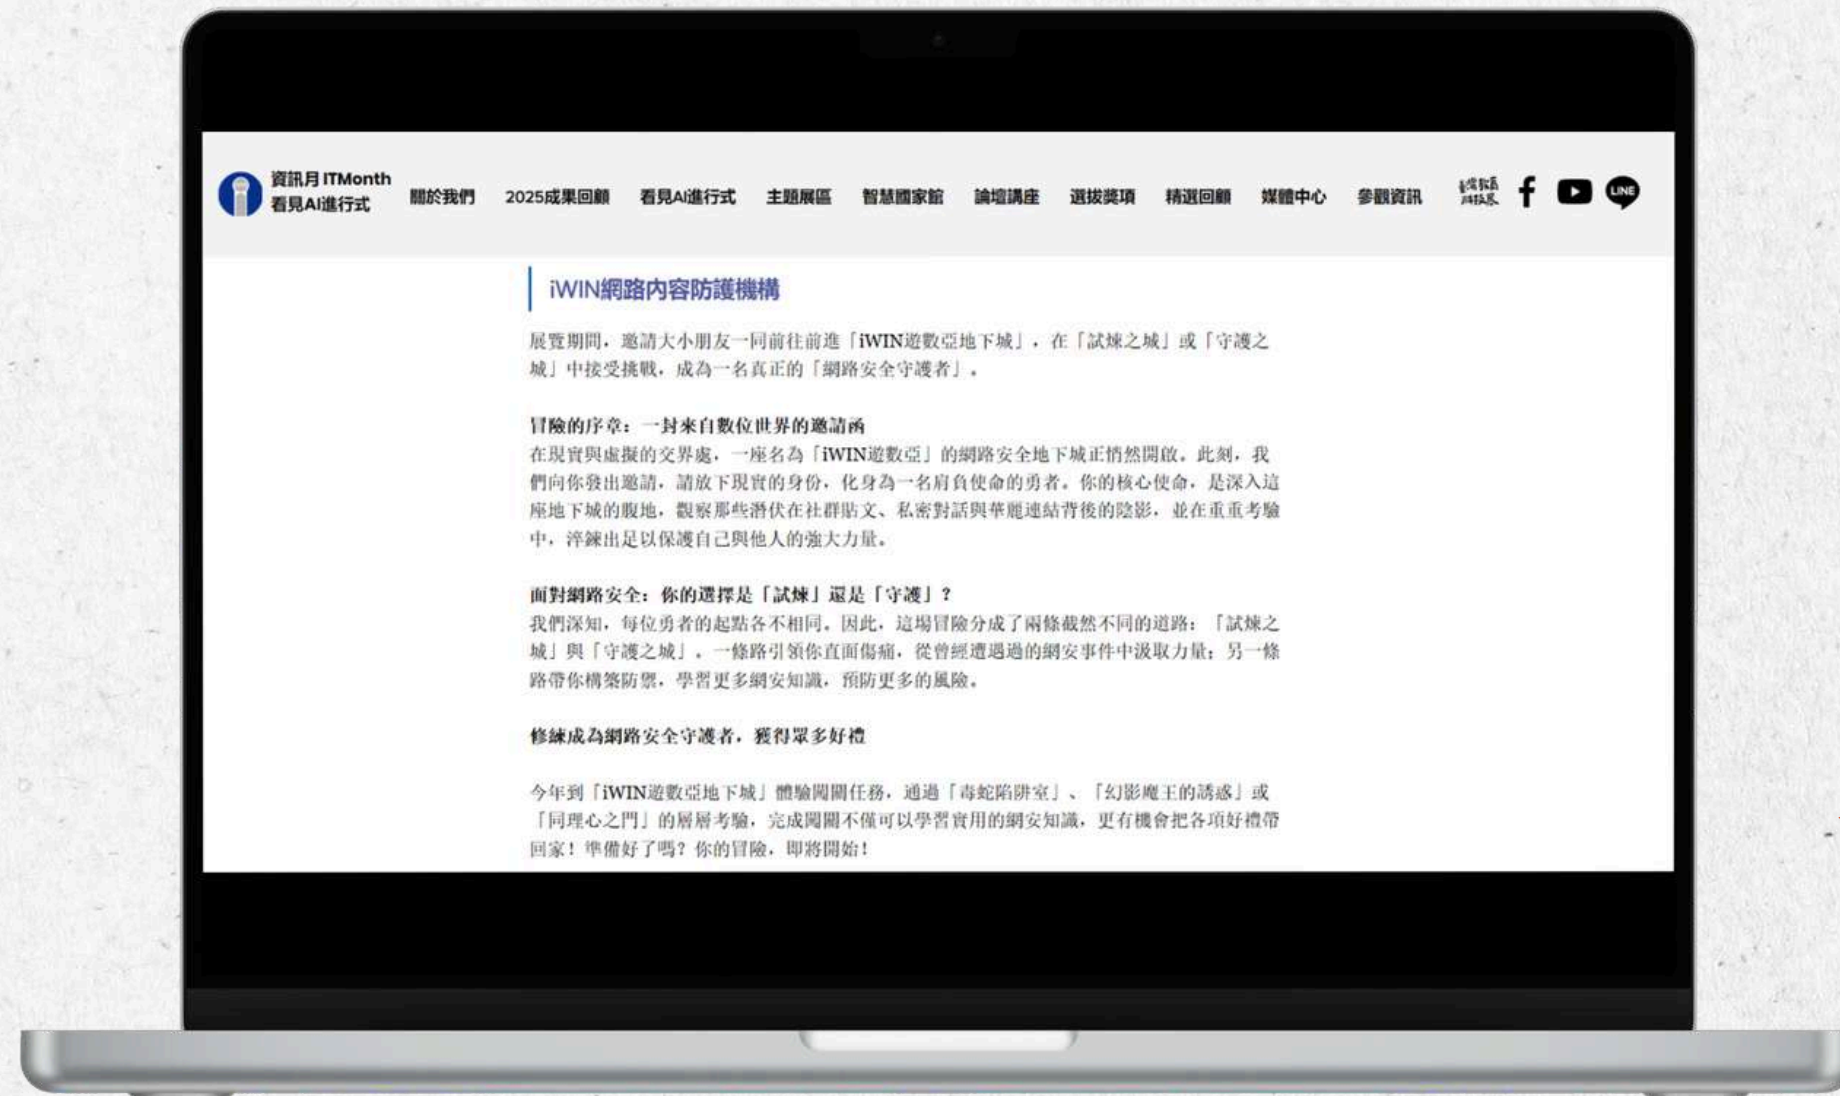 資訊月 ITMonth
看見AI進行式
關於我們 2025成果回顧 看見AI進行式 主題展區 智慧國家館 論壇講座 選拔獎項 精選回顧 媒體中心 參觀資訊 臺灣教育科技展 LINE
iWIN網路內容防護機構
展覽期間，邀請大小朋友一同前往前進「iWIN遊數亞地下城」，在「試煉之城」或「守護之
城」中接受挑戰，成為一名真正的「網路安全守護者」。
冒險的序章：一封來自數位世界的邀請函
在現實與虛擬的交界處，一座名為「iWIN遊數亞」的網路安全地下城正悄然開啟。此刻，我
們向你發出邀請，請放下現實的身份，化身為一名肩負使命的勇者。你的核心使命，是深入這
座地下城的腹地，觀察那些潛伏在社群貼文、私密對話與華麗連結背後的陰影，並在重重考驗
中，淬鍊出足以保護自己與他人的強大力量。
面對網路安全：你的選擇是「試煉」還是「守護」？
我們深知，每位勇者的起點各不相同。因此，這場冒險分成了兩條截然不同的道路：「試煉之
城」與「守護之城」。一條路引領你直面傷痛，從曾經遭遇過的網安事件中汲取力量；另一條
路帶你構築防禦，學習更多網安知識，預防更多的風險。
修練成為網路安全守護者，獲得眾多好禮
今年到「iWIN遊數亞地下城」體驗闖關任務，通過「毒蛇陷阱室」、「幻影魔王的誘惑」或
「同理心之門」的層層考驗，完成闖關不僅可以學習實用的網安知識，更有機會把各項好禮帶
回家！準備好了嗎？你的冒險，即將開始！